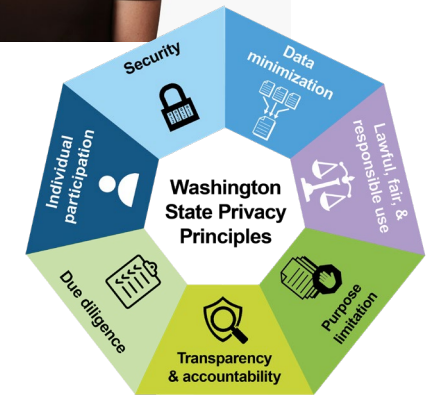 Washington
State Privacy
Principles
Security
Data
minimization
Lawful, fair, &
responsible use
Purpose
limitation
Transparency
& accountability
Due diligence
Individual
participation